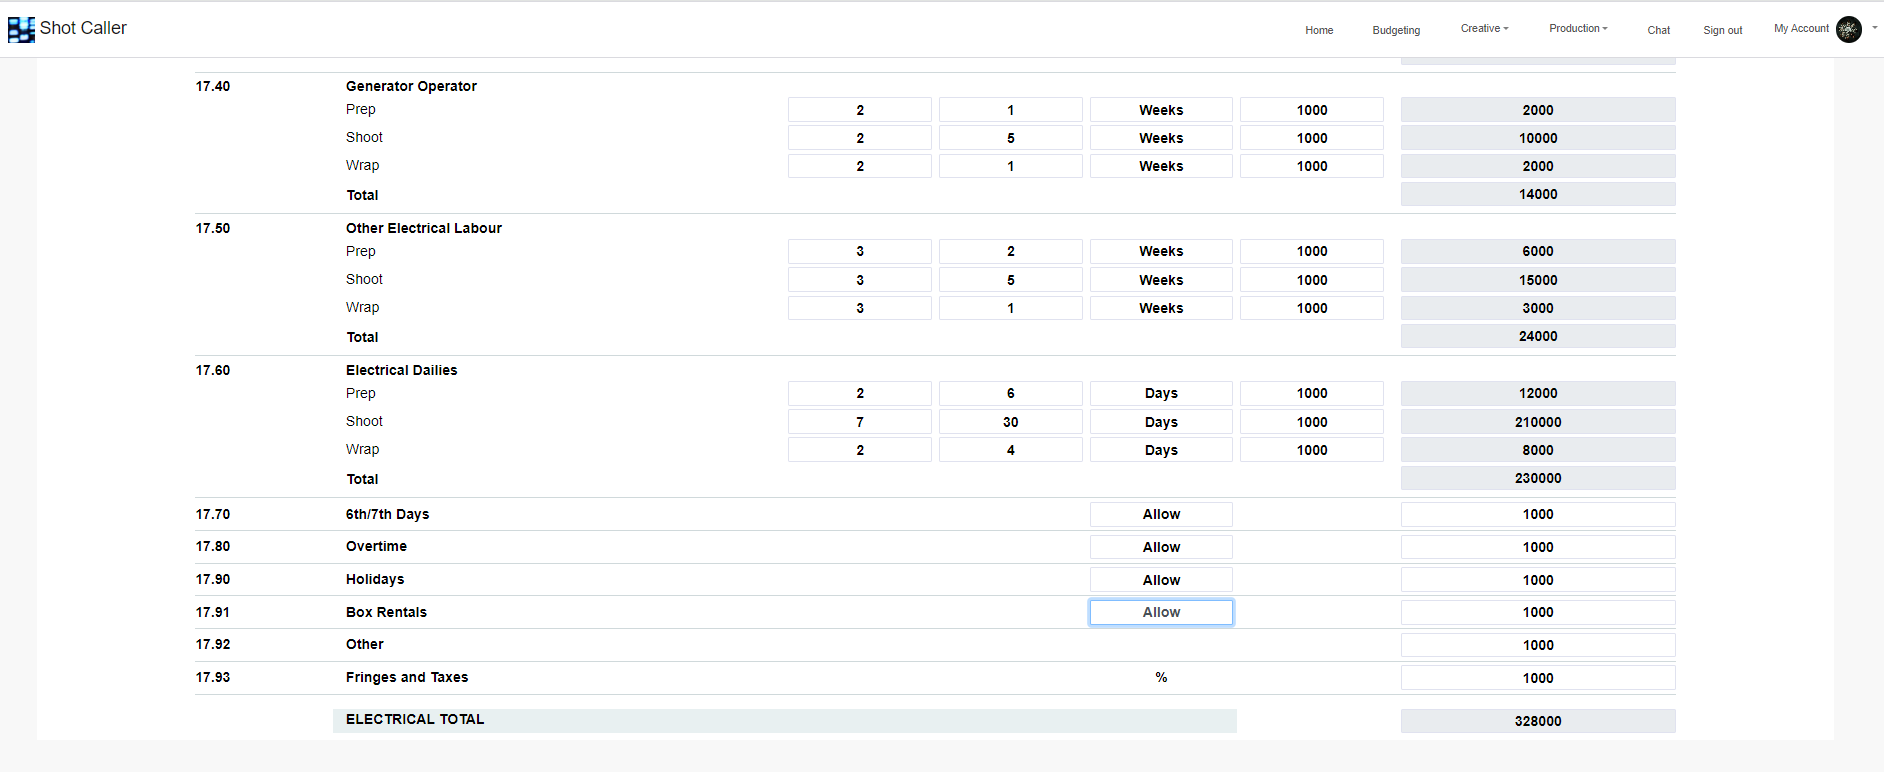 Shot Caller Home Budgeting Creative Production Chat Sign out My Account
17.40 Generator Operator
Prep 2 1 Weeks 1000 2000
Shoot 2 5 Weeks 1000 10000
Wrap 2 1 Weeks 1000 2000
Total 14000
17.50 Other Electrical Labour
Prep 3 2 Weeks 1000 6000
Shoot 3 5 Weeks 1000 15000
Wrap 3 1 Weeks 1000 3000
Total 24000
17.60 Electrical Dailies
Prep 2 6 Days 1000 12000
Shoot 7 30 Days 1000 210000
Wrap 2 4 Days 1000 8000
Total 230000
17.70 6th/7th Days Allow 1000
17.80 Overtime Allow 1000
17.90 Holidays Allow 1000
17.91 Box Rentals Allow 1000
17.92 Other 1000
17.93 Fringes and Taxes % 1000
ELECTRICAL TOTAL 328000